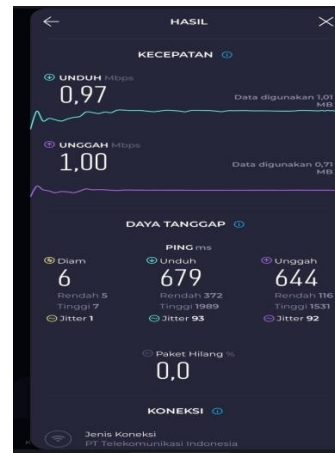 HASIL
KECEPATAN
UNDUH Mbps
0,97
Data digunakan 1,01
MB
UNGGAH Mbps
1,00
Data digunakan 0,71
MB
DAYA TANGGAP
PING ms
Diam
6
Rendah 5
Tinggi 7
Jitter 1
Unduh
679
Rendah 372
Tinggi 1989
Jitter 93
Unggah
644
Rendah 116
Tinggi 1531
Jitter 92
Paket Hilang %
0,0
KONEKSI
Jenis Koneksi
PT Telekomunikasi Indonesia